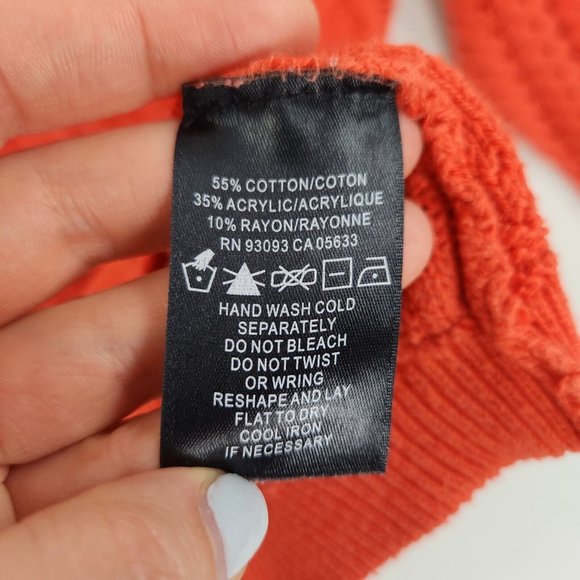 55% COTTON/COTON
35% ACRYLIC/ACRYLIQUE
10% RAYON/RAYONNE
RN 93093 CA 05633
HAND WASH COLD
SEPARATELY
DO NOT BLEACH
DO NOT TWIST
OR WRING
RESHAPE AND LAY
FLAT TO DRY
COOL IRON
IF NECESSARY